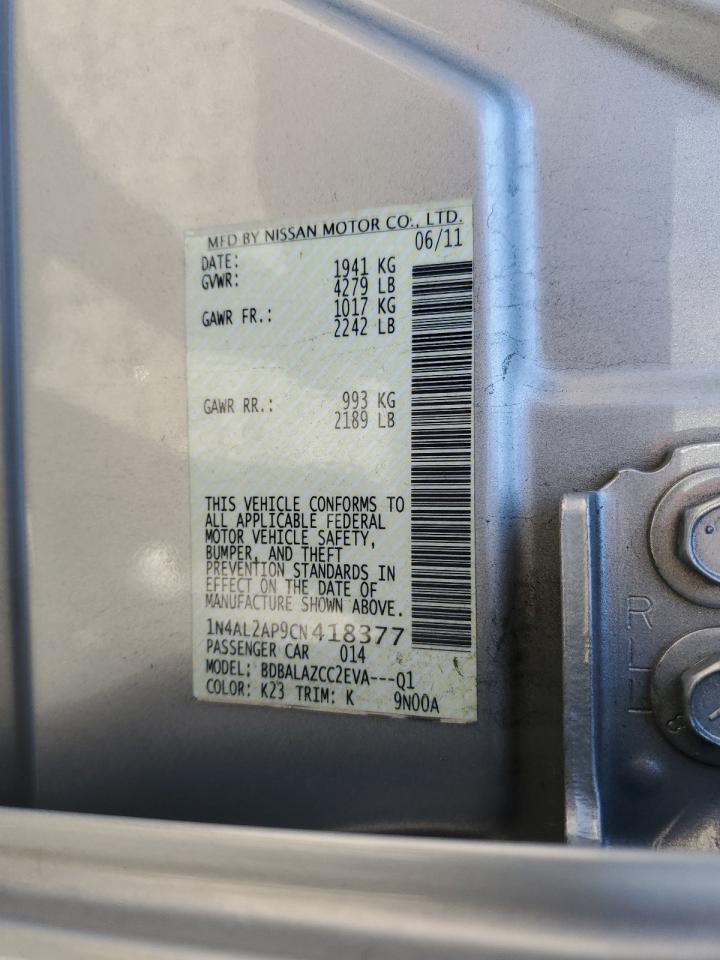 MFD BY NISSAN MOTOR CO., LTD.
DATE: 06/11
GVWR: 1941 KG
4279 LB
GAWR FR.: 1017 KG
2242 LB
GAWR RR.: 993 KG
2189 LB
THIS VEHICLE CONFORMS TO
ALL APPLICABLE FEDERAL
MOTOR VEHICLE SAFETY,
BUMPER, AND THEFT
PREVENTION STANDARDS IN
EFFECT ON THE DATE OF
MANUFACTURE SHOWN ABOVE.
1N4AL2AP9CN418377
PASSENGER CAR 014
MODEL: BDBALAZCC2EVA---Q1
COLOR: K23 TRIM: K 9N00A